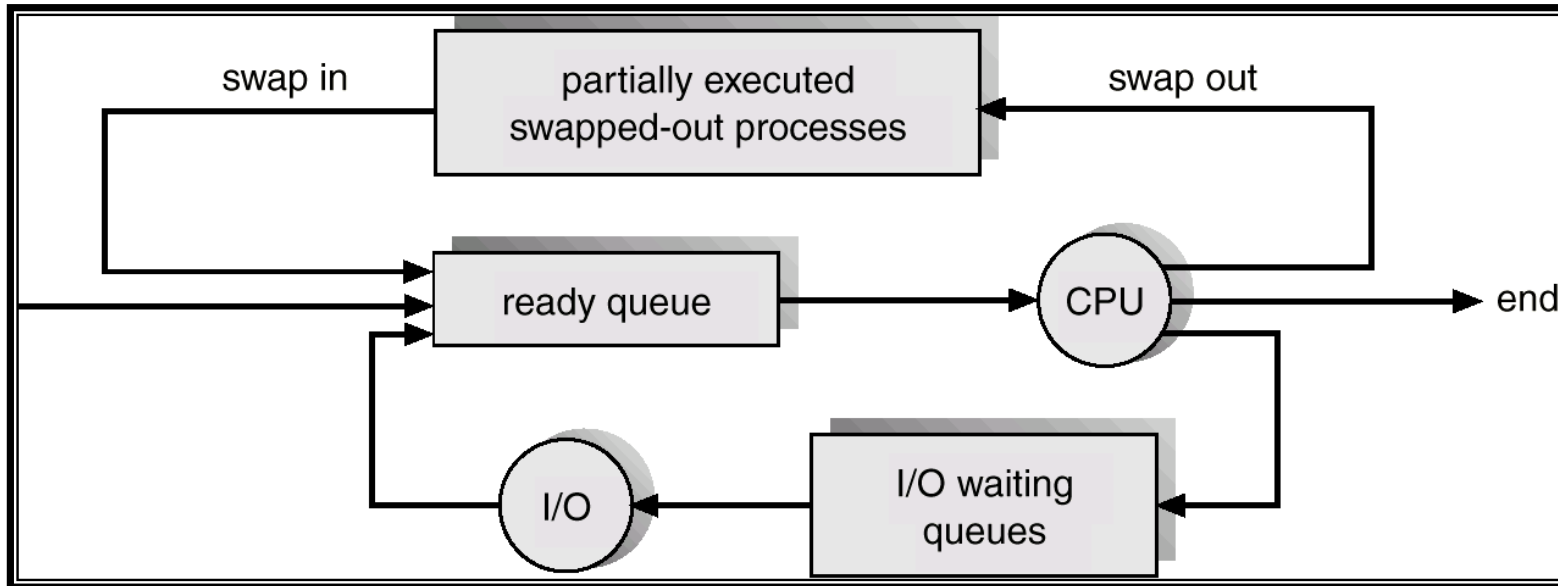 swap in
partially executed
swapped-out processes
swap out
ready queue
CPU
end
I/O
I/O waiting
queues